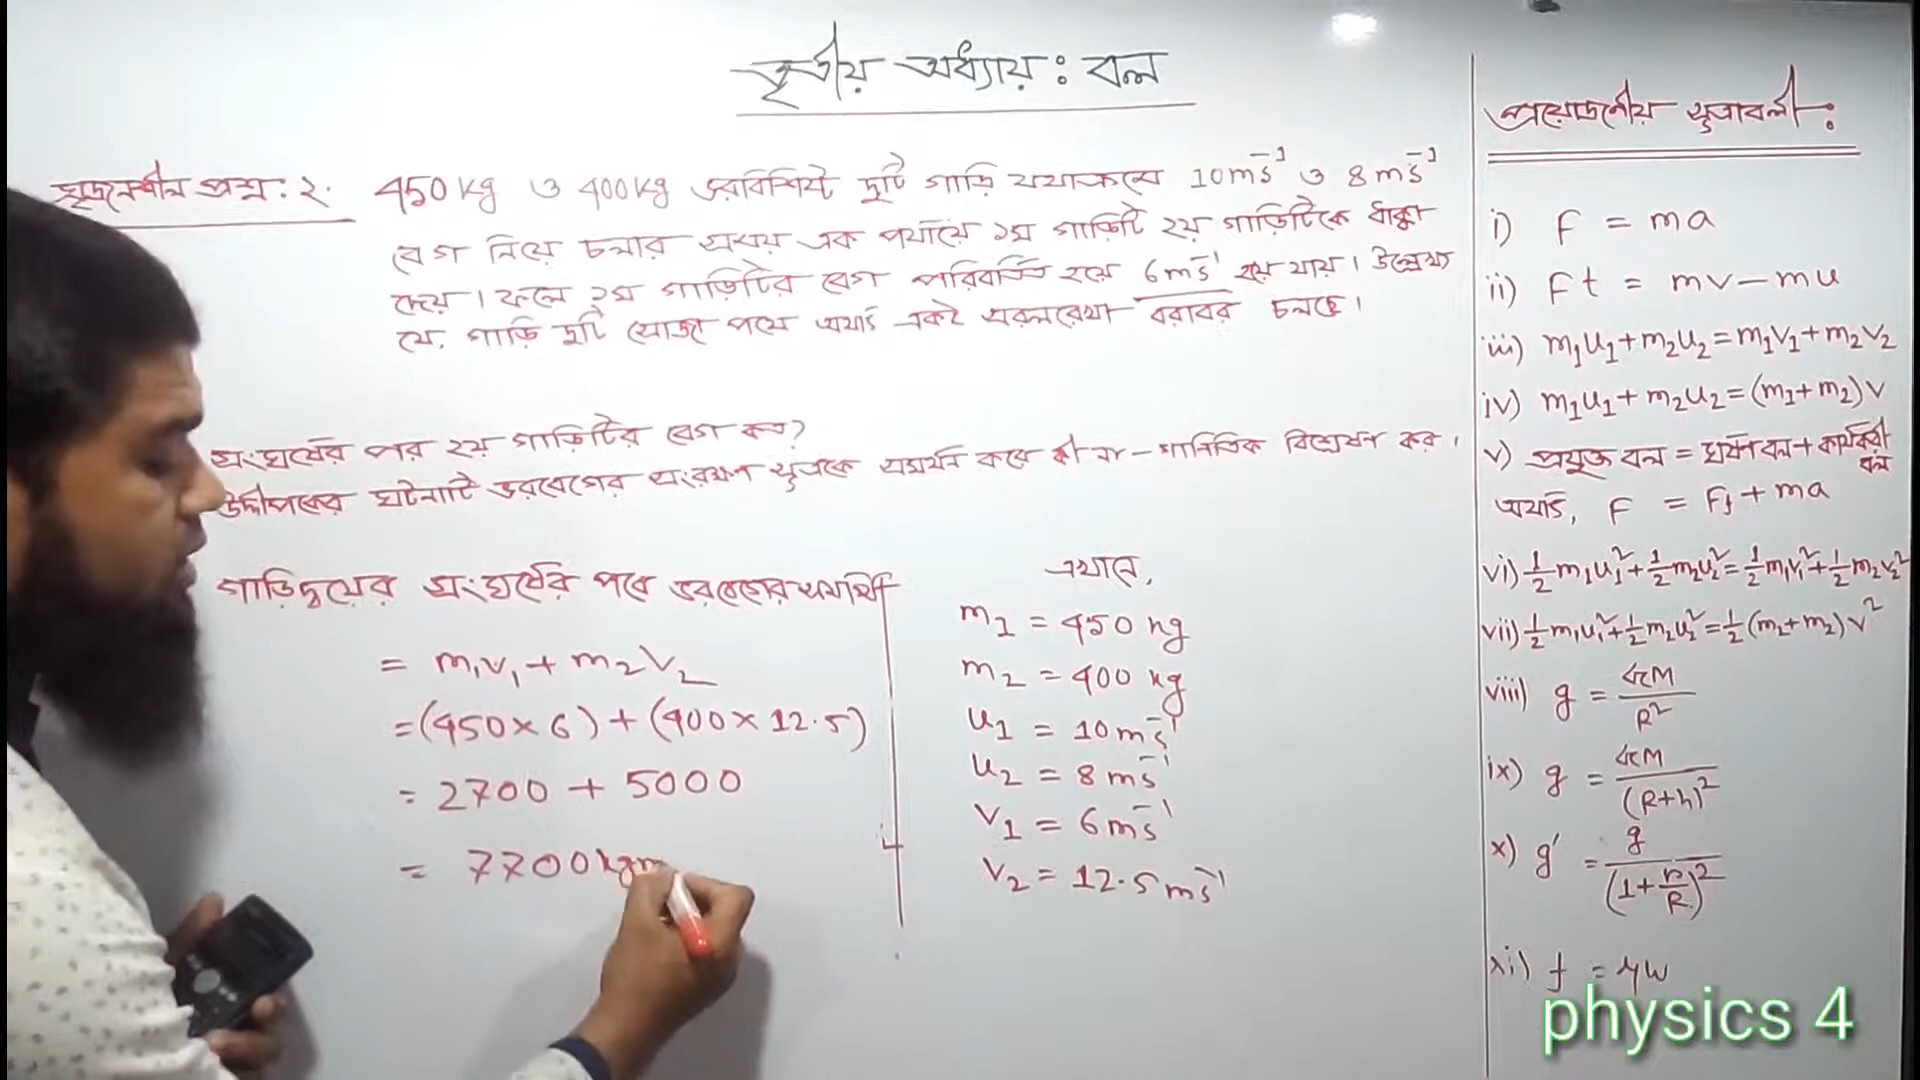 তৃতীয় অধ্যায় : বল
সৃজনশীল প্রশ্ন : ২. 450 kg ও 400 kg ভরবিশিষ্ট দুটি গাড়ি যথাক্রমে 10 ms⁻¹ ও 8 ms⁻¹
বেগ নিয়ে চলার সময় এক পর্যায়ে ১ম গাড়িটি ২য় গাড়িটিকে ধাক্কা
দেয়। ফলে ১ম গাড়িটির বেগ পরিবর্তিত হয়ে 6 ms⁻¹ হয়ে যায়। উল্লেখ্য
যে, গাড়ি দুটি সোজা পথে অর্থাৎ একই সরলরেখা বরাবর চলছে।
সংঘর্ষের পর ২য় গাড়িটির বেগ কত?
উদ্দীপকের ঘটনাটি ভরবেগের সংরক্ষণ সূত্রকে সমর্থন করে কী না - গাণিতিক বিশ্লেষণ কর।
গাড়িদ্বয়ের সংঘর্ষের পরে ভরবেগের সমষ্টি
= m₁v₁ + m₂v₂
= (450 × 6) + (400 × 12.5)
= 2700 + 5000
= 7700 kgm
এখানে,
m₁ = 450 kg
m₂ = 400 kg
u₁ = 10 ms⁻¹
u₂ = 8 ms⁻¹
v₁ = 6 ms⁻¹
v₂ = 12.5 ms⁻¹
প্রয়োজনীয় সূত্রাবলী :
i) F = ma
ii) Ft = mv – mu
iii) m₁u₁ + m₂u₂ = m₁v₁ + m₂v₂
iv) m₁u₁ + m₂u₂ = (m₁ + m₂)v
v) প্রযুক্ত বল = ঘর্ষণ বল + কার্যকরী বল
অর্থাৎ, F = Ff + ma
vi) ½m₁u₁² + ½m₂u₂² = ½m₁v₁² + ½m₂v₂²
vii) ½m₁u₁² + ½m₂u₂² = ½(m₁ + m₂)v²
viii) g = GM/R²
ix) g = GM/(R+h)²
x) g′ = g/(1 + h/R)²
xi) f = μw
physics 4